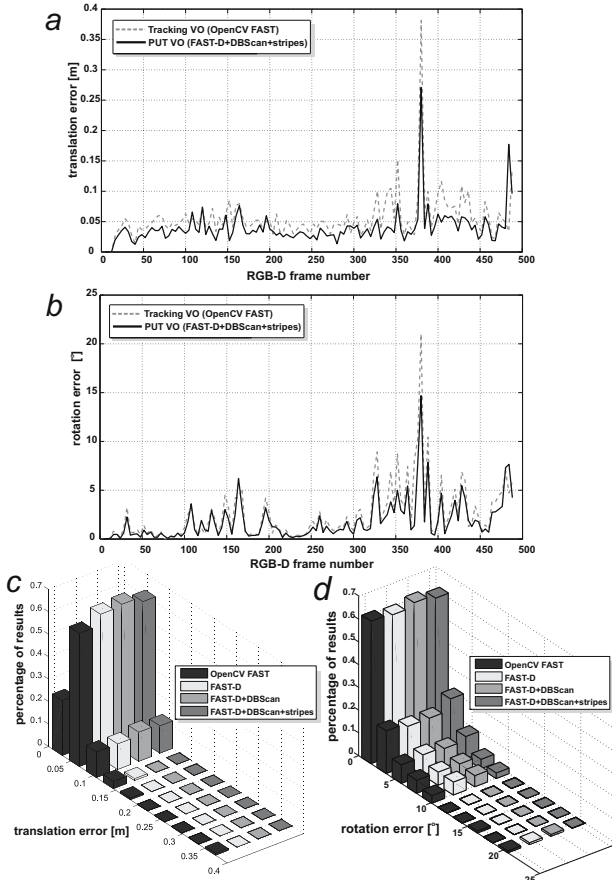 a
0.4
0.35
0.3
0.25
0.2
0.15
0.1
0.05
0
translation error [m]
Tracking VO (OpenCV FAST)
PUT VO (FAST-D+DBScan+stripes)
0 50 100 150 200 250 300 350 400 450 500
RGB-D frame number
b
25
20
15
10
5
0
rotation error [°]
Tracking VO (OpenCV FAST)
PUT VO (FAST-D+DBScan+stripes)
0 50 100 150 200 250 300 350 400 450 500
RGB-D frame number
c
0.7
0.6
0.5
0.4
0.3
0.2
0.1
0
percentage of results
OpenCV FAST
FAST-D
FAST-D+DBScan
FAST-D+DBScan+stripes
0
0.05
0.1
0.15
0.2
0.25
0.3
0.35
0.4
translation error [m]
d
0.7
0.6
0.5
0.4
0.3
0.2
0.1
0
percentage of results
OpenCV FAST
FAST-D
FAST-D+DBScan
FAST-D+DBScan+stripes
0
5
10
15
20
25
rotation error [°]